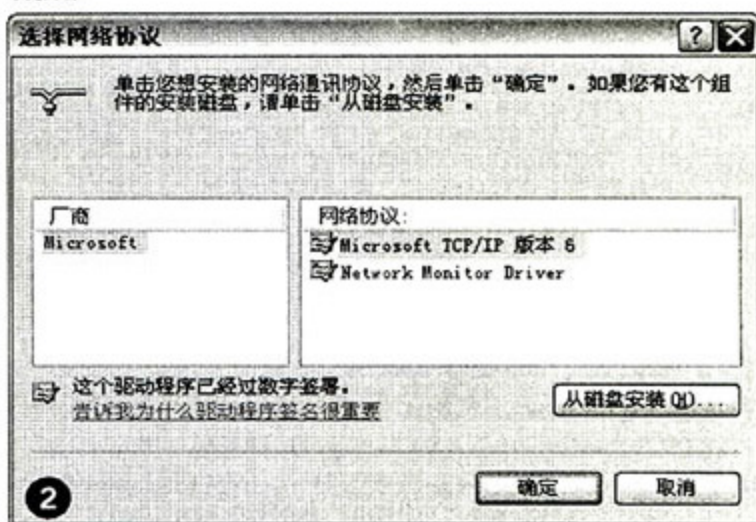 选择网络协议
单击您想安装的网络通讯协议，然后单击“确定”。如果您有这个组
件的安装磁盘，请单击“从磁盘安装”。
厂商
网络协议:
Microsoft
Microsoft TCP/IP 版本 6
Network Monitor Driver
这个驱动程序已经过数字签署。
告诉我为什么驱动程序签名很重要
从磁盘安装(H)...
2
确定
取消